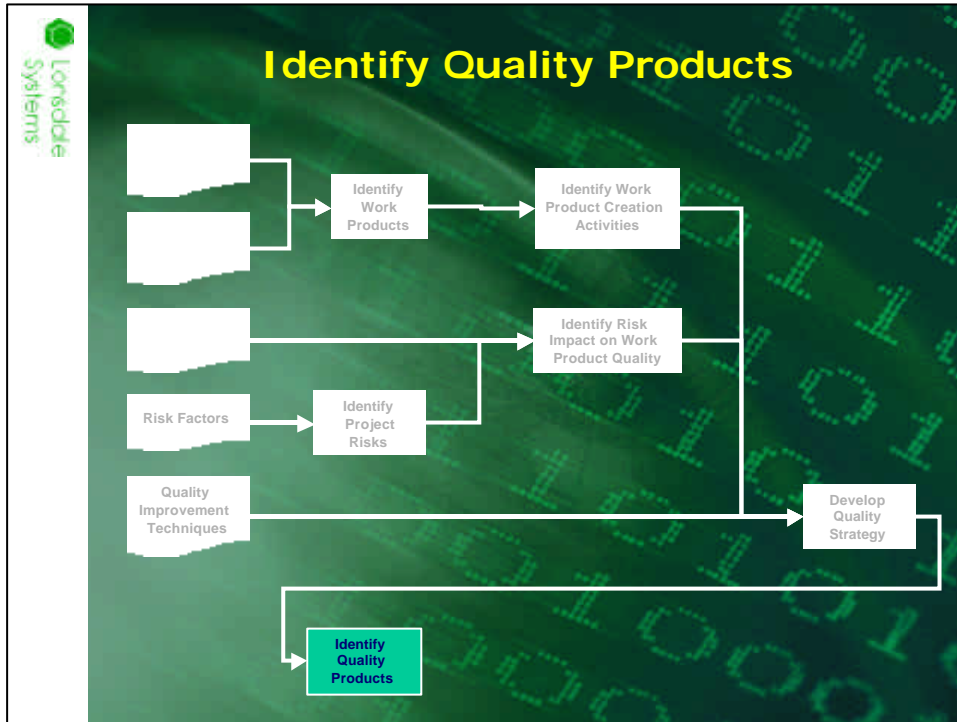 Lonsdale
Systems
Identify Quality Products
Identify
Work
Products
Identify Work
Product Creation
Activities
Identify Risk
Impact on Work
Product Quality
Risk Factors
Identify
Project
Risks
Quality
Improvement
Techniques
Develop
Quality
Strategy
Identify
Quality
Products